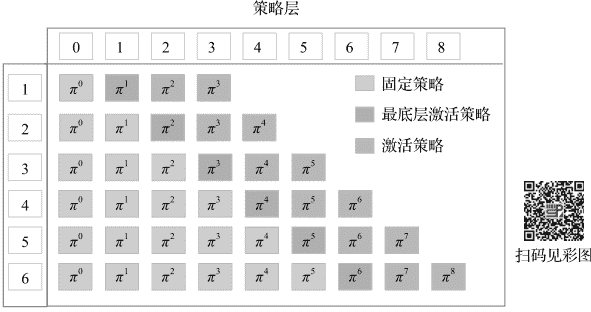 策略层
0 1 2 3 4 5 6 7 8
1 π⁰ π¹ π² π³ 固定策略
2 π⁰ π¹ π² π³ π⁴ 最底层激活策略
3 π⁰ π¹ π² π³ π⁴ π⁵ 激活策略
4 π⁰ π¹ π² π³ π⁴ π⁵ π⁶
5 π⁰ π¹ π² π³ π⁴ π⁵ π⁶ π⁷
6 π⁰ π¹ π² π³ π⁴ π⁵ π⁶ π⁷ π⁸
扫码见彩图